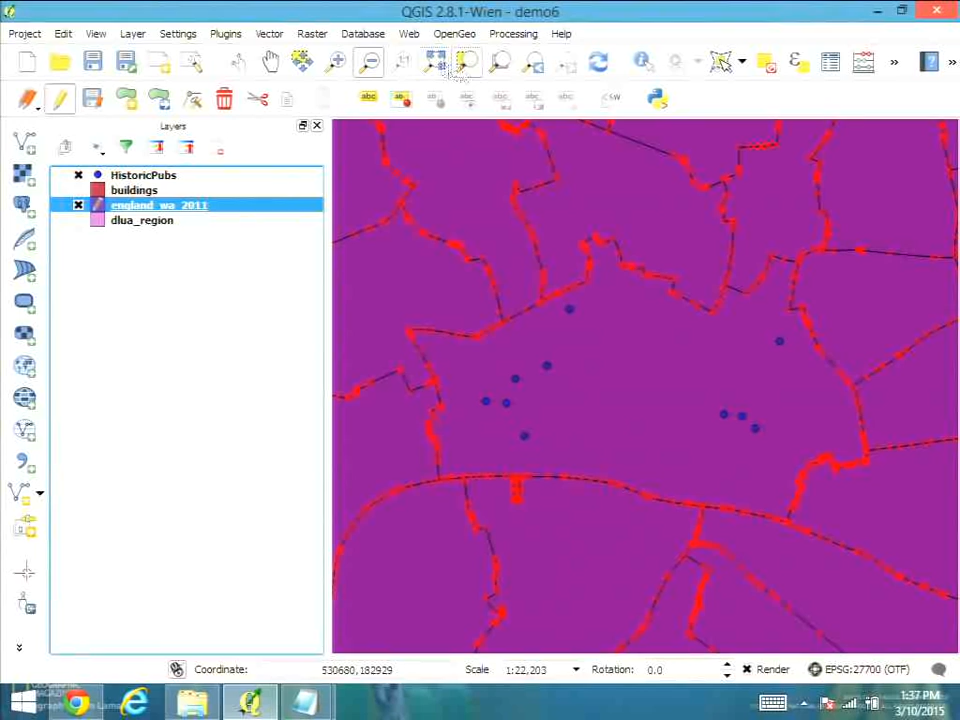 QGIS 2.8.1-Wien - demo6
Project Edit View Layer Settings Plugins Vector Raster Database Web OpenGeo Processing Help
abc
CSW
Layers
HistoricPubs
buildings
england_wa_2011
dlua_region
Coordinate: 530680,182929 Scale 1:22,203 Rotation: 0.0 Render EPSG:27700 (OTF)
1:37 PM
3/10/2015